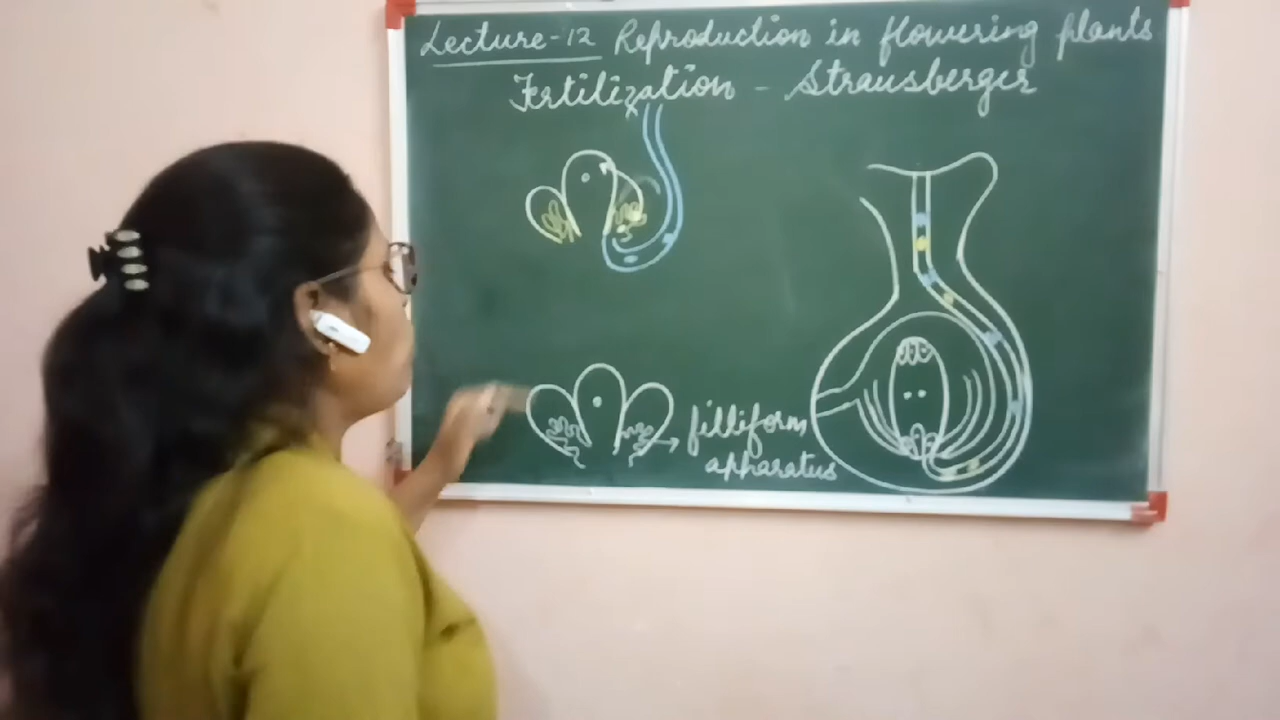 Lecture-12 Reproduction in flowering plants
Fertilization - Strausberger
filliform
apparatus